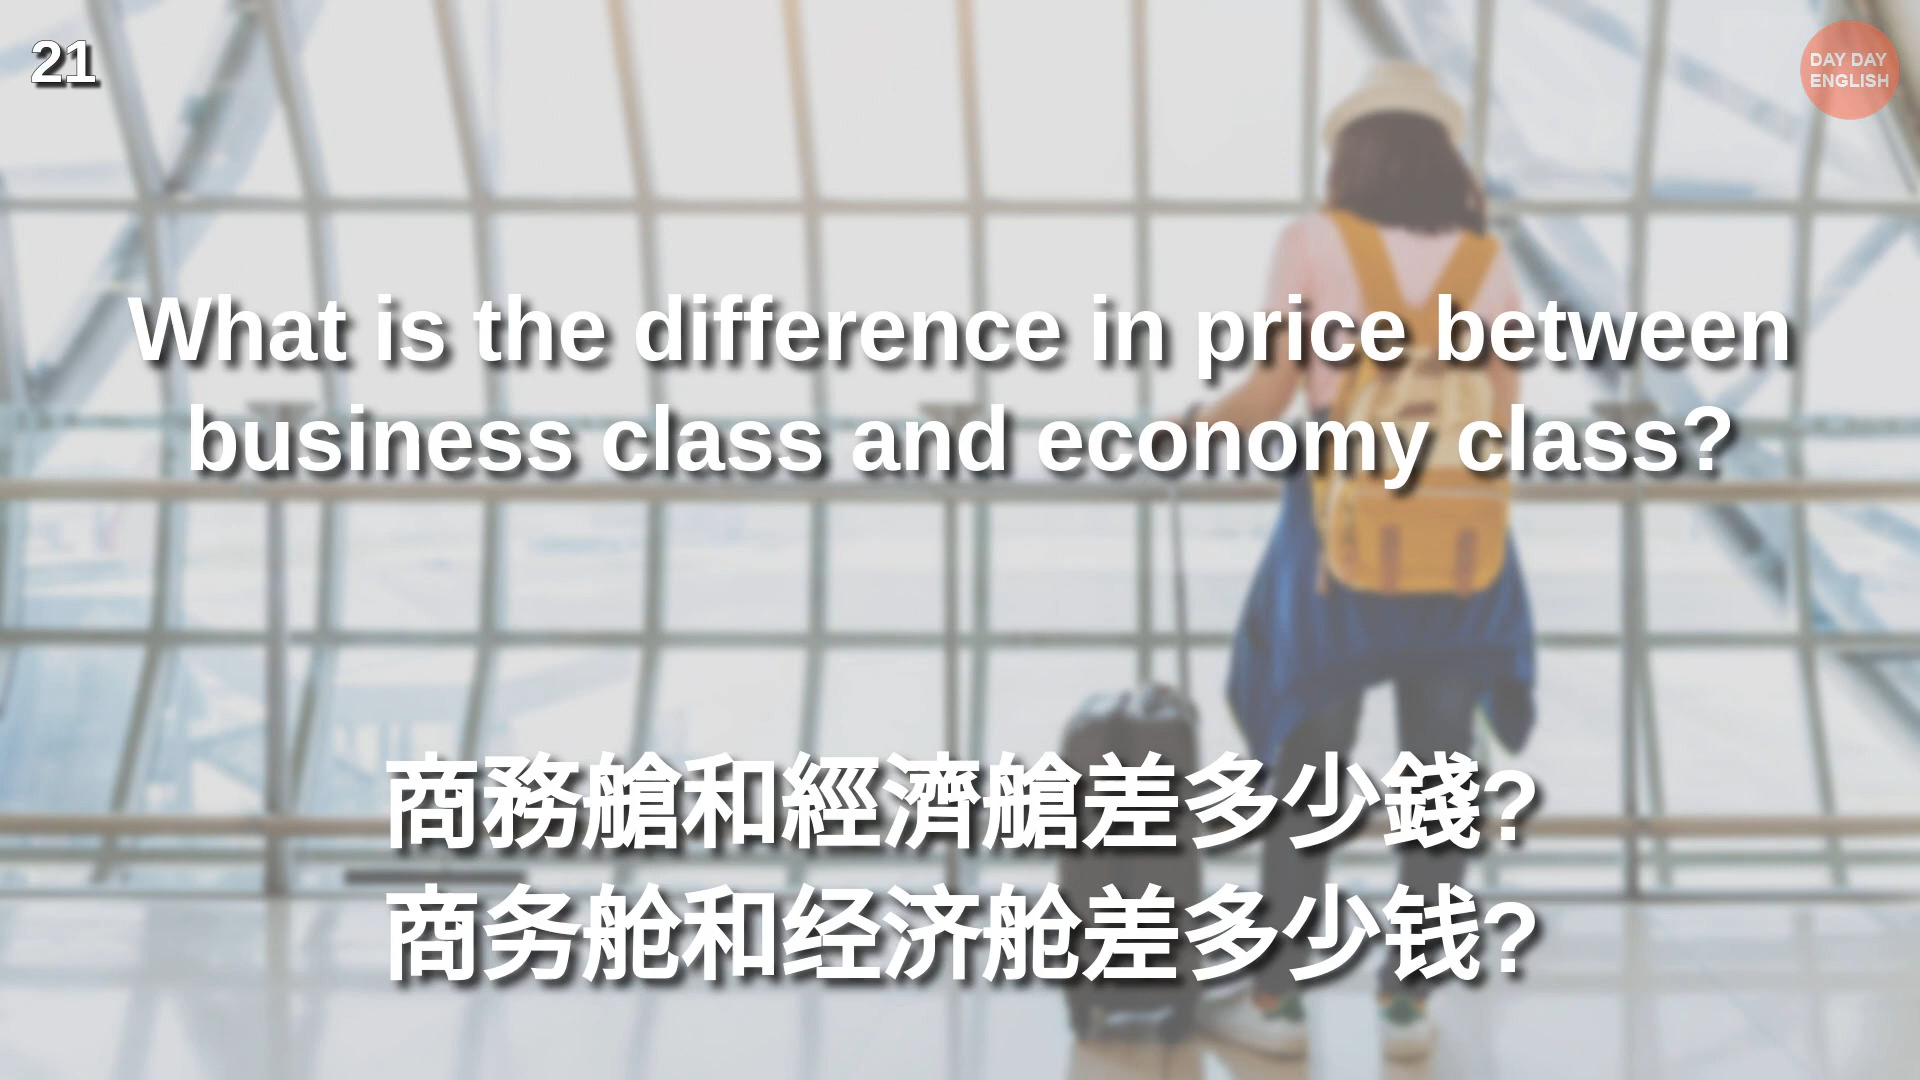 21
DAY DAY
ENGLISH
What is the difference in price between
business class and economy class?
商務艙和經濟艙差多少錢?
商务舱和经济舱差多少钱?